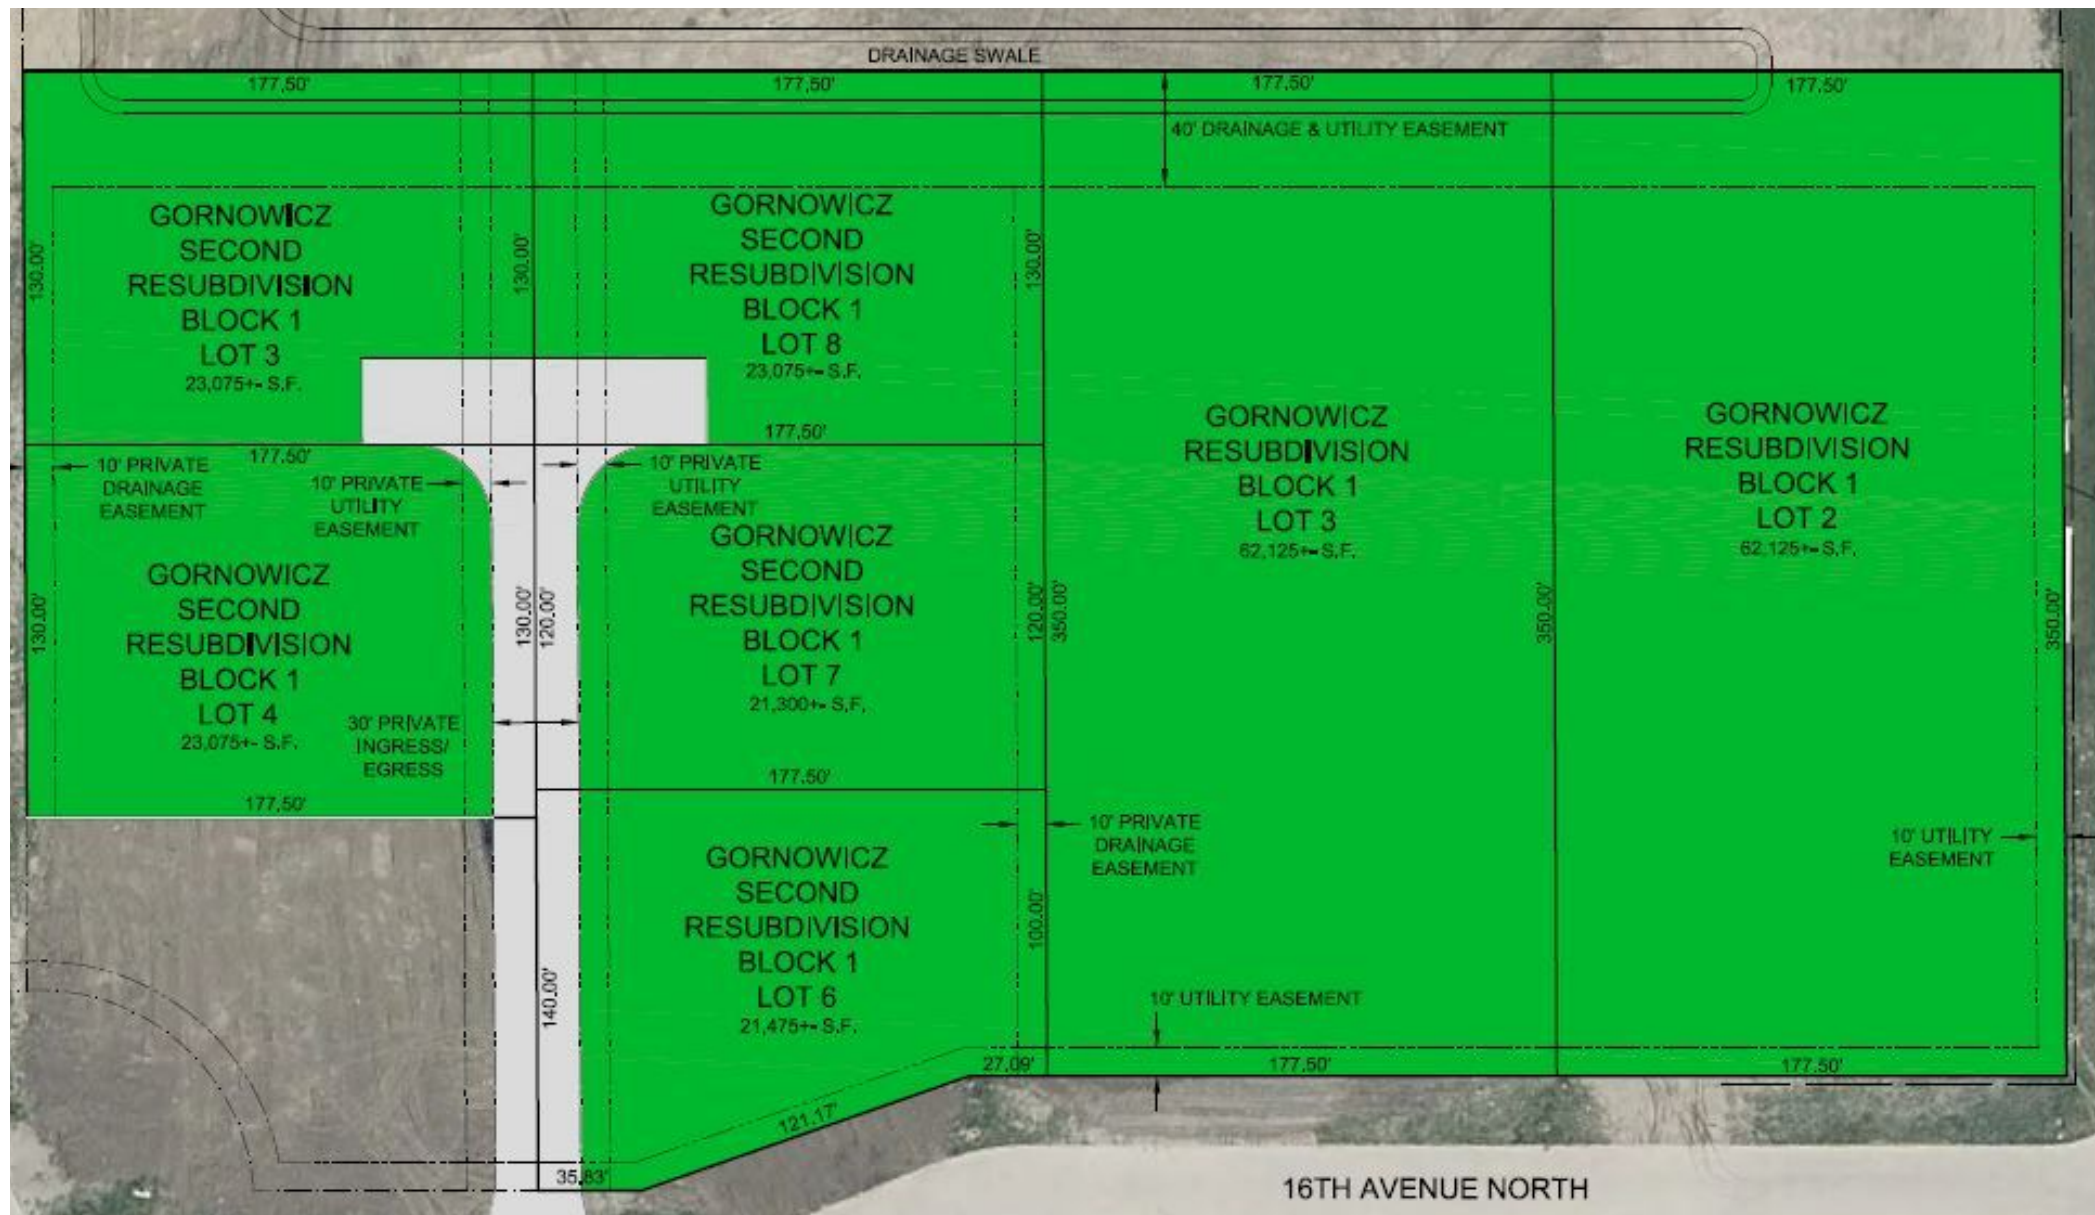 DRAINAGE SWALE
177.50'
177.50'
177.50'
177.50'
40' DRAINAGE & UTILITY EASEMENT
GORNOWICZ
SECOND
RESUBDIVISION
BLOCK 1
LOT 3
23,075+- S.F.
130.00'
130.00'
GORNOWICZ
SECOND
RESUBDIVISION
BLOCK 1
LOT 8
23,075+- S.F.
130.00'
177.50'
177.50'
10' PRIVATE
DRAINAGE
EASEMENT
10' PRIVATE
UTILITY
EASEMENT
10' PRIVATE
UTILITY
EASEMENT
GORNOWICZ
RESUBDIVISION
BLOCK 1
LOT 3
62,125+- S.F.
GORNOWICZ
RESUBDIVISION
BLOCK 1
LOT 2
62,125+- S.F.
GORNOWICZ
SECOND
RESUBDIVISION
BLOCK 1
LOT 4
23,075+- S.F.
130.00'
130.00'
120.00'
30' PRIVATE
INGRESS/
EGRESS
177.50'
GORNOWICZ
SECOND
RESUBDIVISION
BLOCK 1
LOT 7
21,300+- S.F.
120.00'
350.00'
350.00'
350.00'
177.50'
GORNOWICZ
SECOND
RESUBDIVISION
BLOCK 1
LOT 6
21,475+- S.F.
140.00'
100.00'
10' PRIVATE
DRAINAGE
EASEMENT
10' UTILITY
EASEMENT
10' UTILITY EASEMENT
27.09'
177.50'
177.50'
121.17'
35.83'
16TH AVENUE NORTH